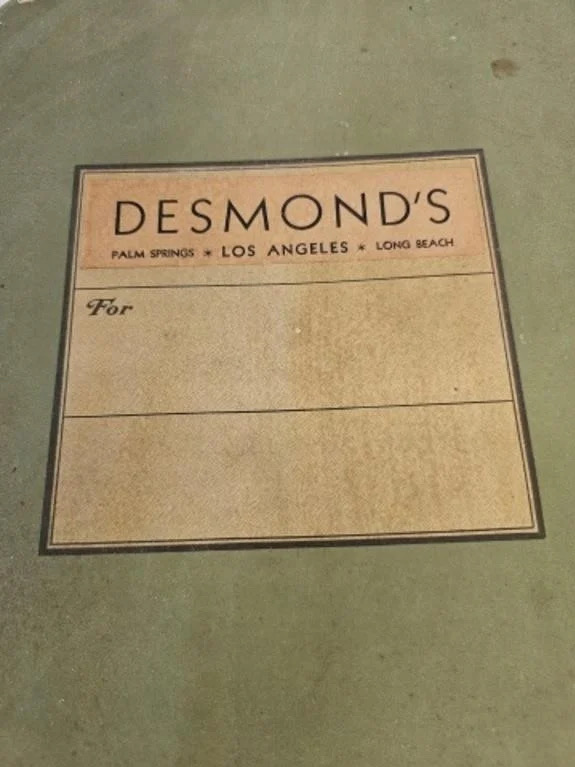 DESMOND'S
PALM SPRINGS * LOS ANGELES * LONG BEACH
For